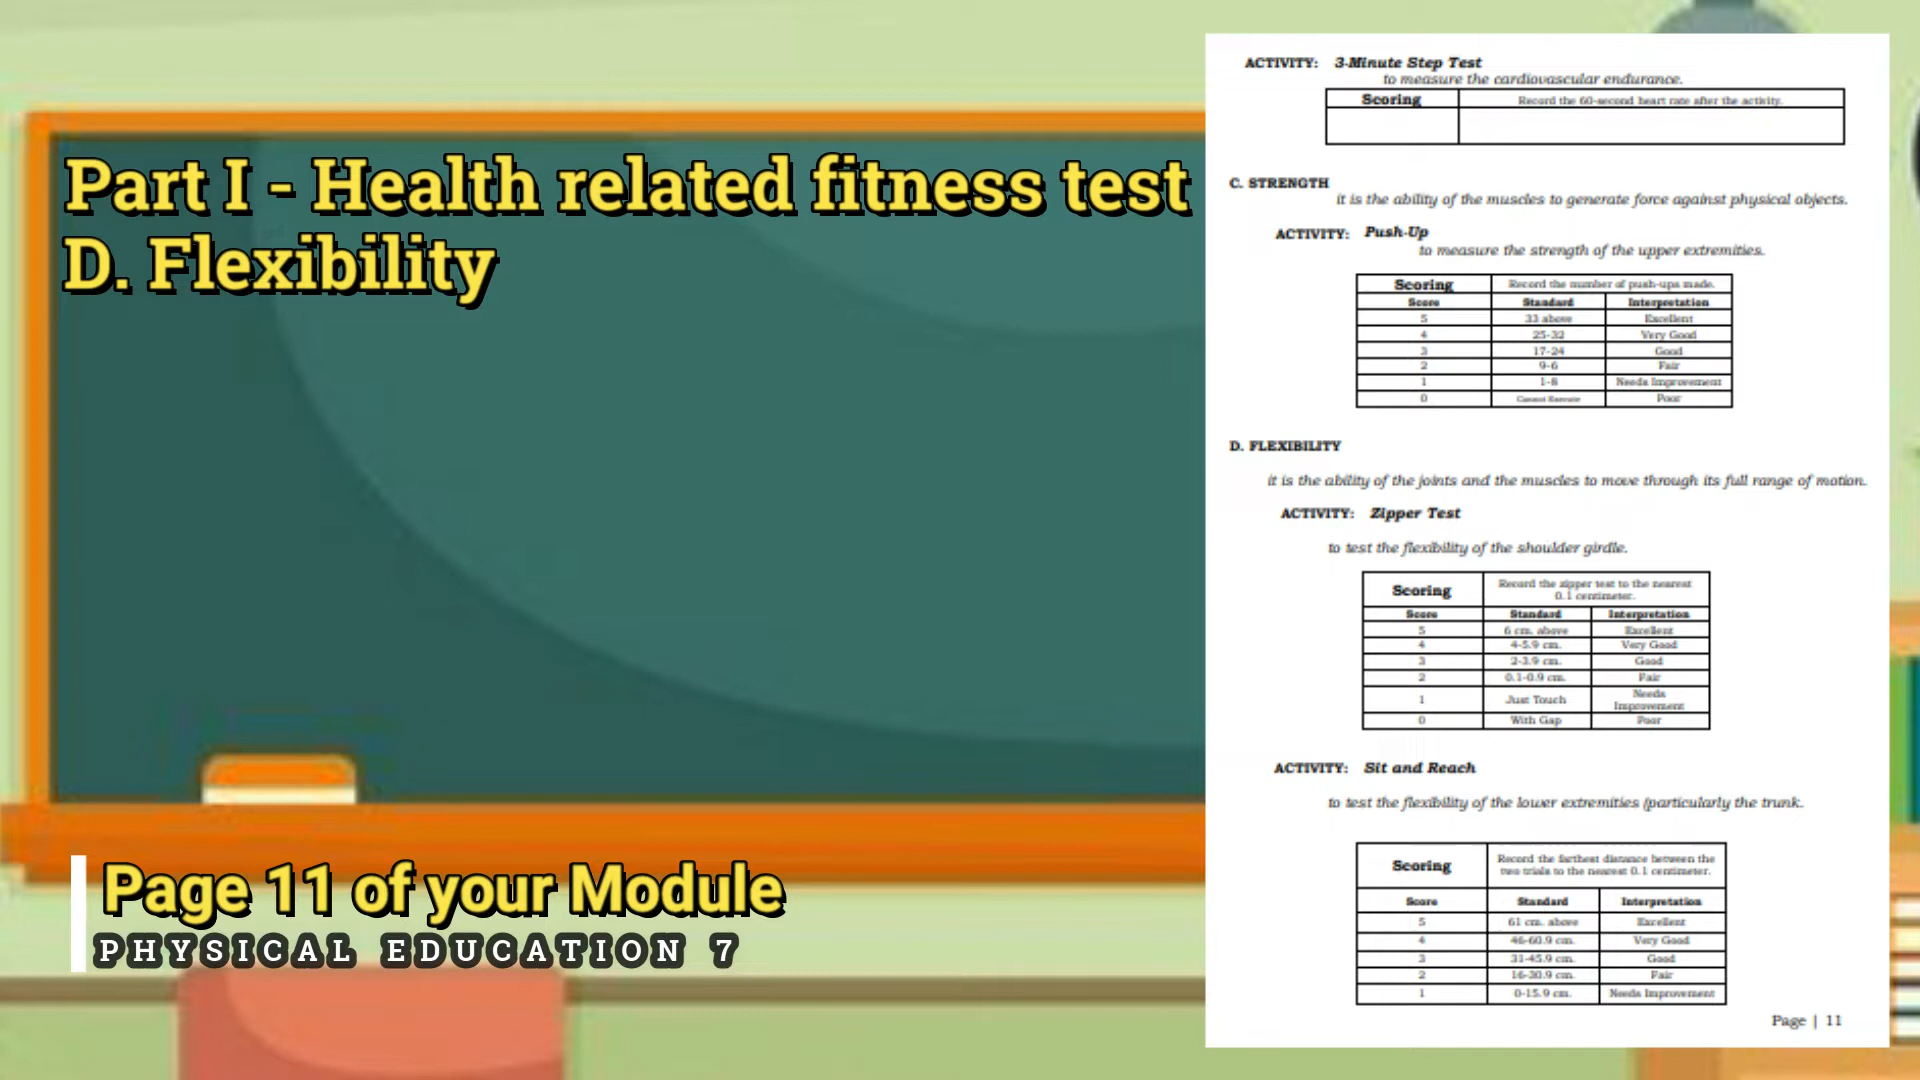 Part I - Health related fitness test
D. Flexibility
Page 11 of your Module
PHYSICAL EDUCATION 7
ACTIVITY: 3-Minute Step Test
to measure the cardiovascular endurance.
Scoring Record the 60-second heart rate after the activity.
C. STRENGTH
it is the ability of the muscles to generate force against physical objects.
ACTIVITY: Push-Up
to measure the strength of the upper extremities.
Scoring Record the number of push-ups made.
Score Standard Interpretation
5 33 above Excellent
4 25-32 Very Good
3 17-24 Good
2 9-6 Fair
1 1-8 Needs Improvement
0 Cannot Execute Poor
D. FLEXIBILITY
it is the ability of the joints and the muscles to move through its full range of motion.
ACTIVITY: Zipper Test
to test the flexibility of the shoulder girdle.
Scoring Record the zipper test to the nearest
0.1 centimeter.
Score Standard Interpretation
5 6 cm. above Excellent
4 4-5.9 cm. Very Good
3 2-3.9 cm. Good
2 0.1-0.9 cm. Fair
1 Just Touch Needs
Improvement
0 With Gap Poor
ACTIVITY: Sit and Reach
to test the flexibility of the lower extremities (particularly the trunk.
Scoring Record the farthest distance between the
two trials to the nearest 0.1 centimeter.
Score Standard Interpretation
5 61 cm. above Excellent
4 46-60.9 cm. Very Good
3 31-45.9 cm. Good
2 16-30.9 cm. Fair
1 0-15.9 cm. Needs Improvement
Page | 11